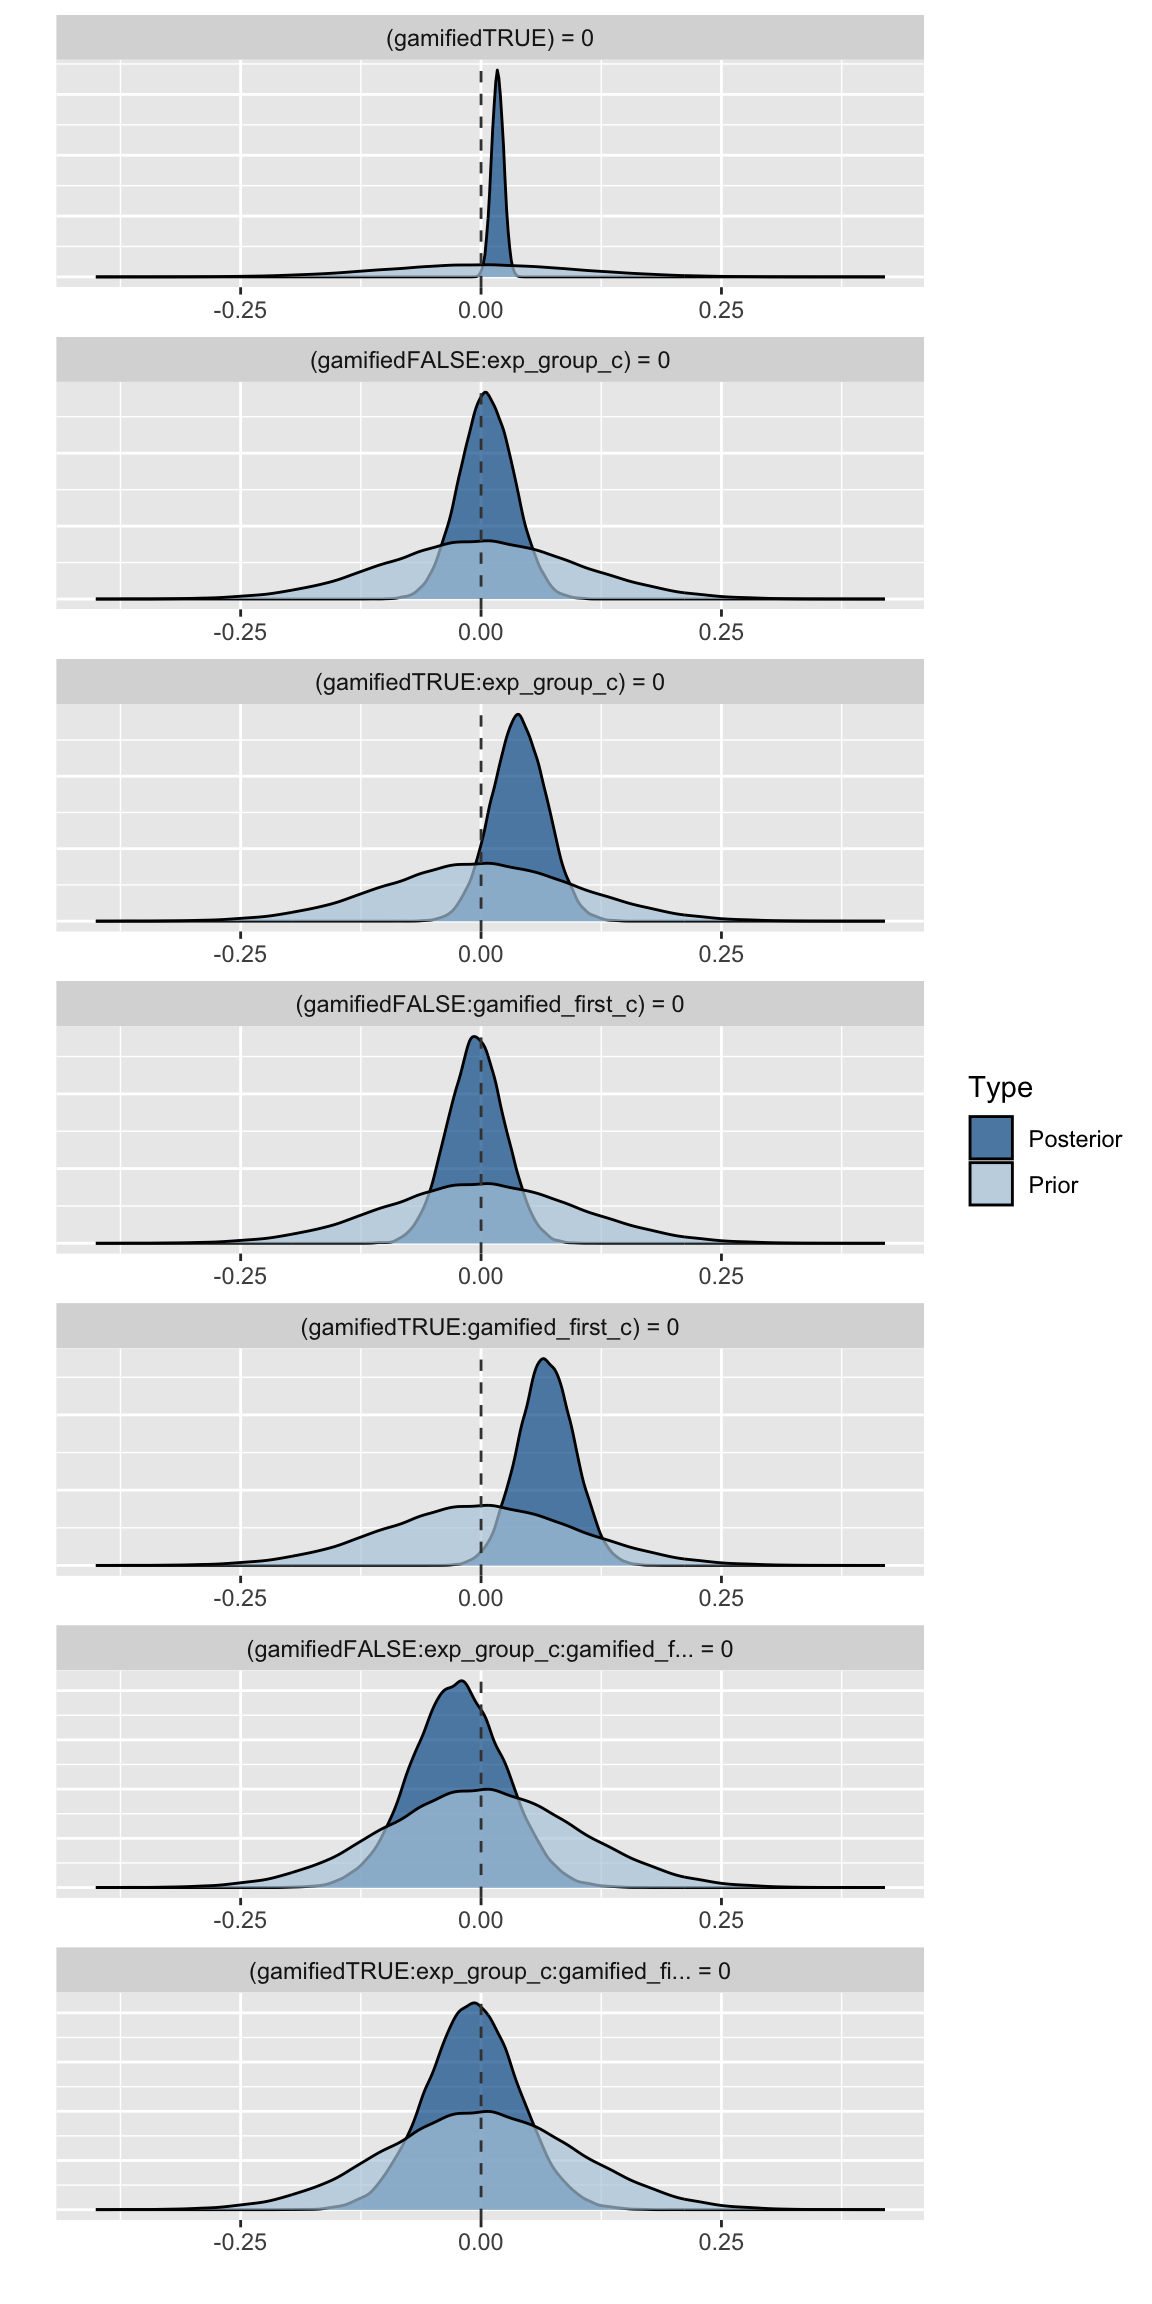 (gamifiedTRUE) = 0
-0.25 0.00 0.25
(gamifiedFALSE:exp_group_c) = 0
-0.25 0.00 0.25
(gamifiedTRUE:exp_group_c) = 0
-0.25 0.00 0.25
(gamifiedFALSE:gamified_first_c) = 0
-0.25 0.00 0.25
(gamifiedTRUE:gamified_first_c) = 0
-0.25 0.00 0.25
(gamifiedFALSE:exp_group_c:gamified_f... = 0
-0.25 0.00 0.25
(gamifiedTRUE:exp_group_c:gamified_fi... = 0
-0.25 0.00 0.25
Type
Posterior
Prior